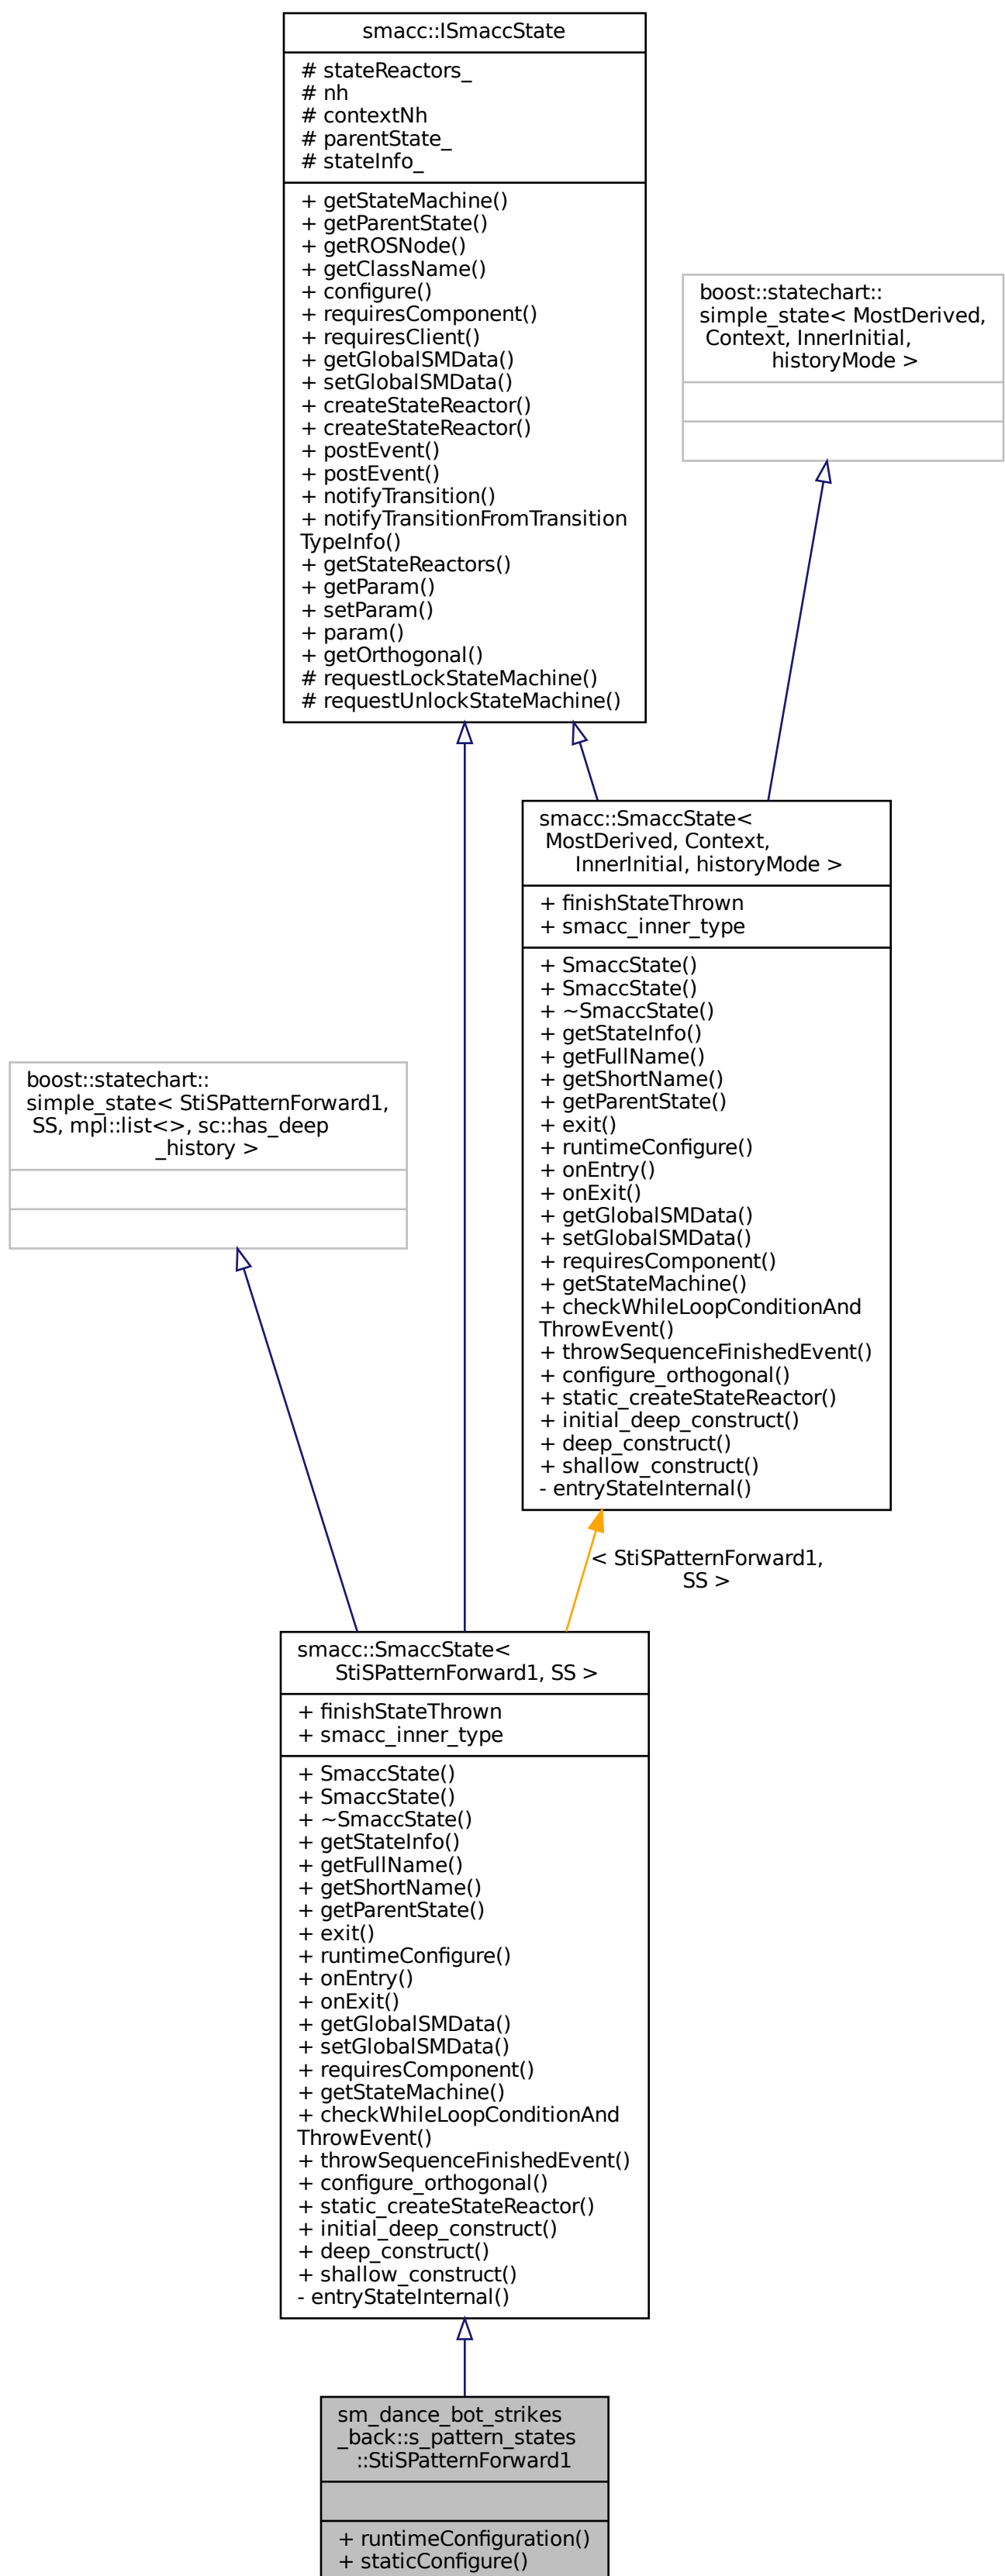 smacc::ISmaccState
# stateReactors_
# nh
# contextNh
# parentState_
# stateInfo_
+ getStateMachine()
+ getParentState()
+ getROSNode()
+ getClassName()
+ configure()
+ requiresComponent()
+ requiresClient()
+ getGlobalSMData()
+ setGlobalSMData()
+ createStateReactor()
+ createStateReactor()
+ postEvent()
+ postEvent()
+ notifyTransition()
+ notifyTransitionFromTransition
TypeInfo()
+ getStateReactors()
+ getParam()
+ setParam()
+ param()
+ getOrthogonal()
# requestLockStateMachine()
# requestUnlockStateMachine()
boost::statechart::
simple_state< MostDerived,
Context, InnerInitial,
historyMode >
smacc::SmaccState<
MostDerived, Context,
InnerInitial, historyMode >
+ finishStateThrown
+ smacc_inner_type
+ SmaccState()
+ SmaccState()
+ ~SmaccState()
+ getStateInfo()
+ getFullName()
+ getShortName()
+ getParentState()
+ exit()
+ runtimeConfigure()
+ onEntry()
+ onExit()
+ getGlobalSMData()
+ setGlobalSMData()
+ requiresComponent()
+ getStateMachine()
+ checkWhileLoopConditionAnd
ThrowEvent()
+ throwSequenceFinishedEvent()
+ configure_orthogonal()
+ static_createStateReactor()
+ initial_deep_construct()
+ deep_construct()
+ shallow_construct()
- entryStateInternal()
boost::statechart::
simple_state< StiSPatternForward1,
SS, mpl::list<>, sc::has_deep
_history >
< StiSPatternForward1,
SS >
smacc::SmaccState<
StiSPatternForward1, SS >
+ finishStateThrown
+ smacc_inner_type
+ SmaccState()
+ SmaccState()
+ ~SmaccState()
+ getStateInfo()
+ getFullName()
+ getShortName()
+ getParentState()
+ exit()
+ runtimeConfigure()
+ onEntry()
+ onExit()
+ getGlobalSMData()
+ setGlobalSMData()
+ requiresComponent()
+ getStateMachine()
+ checkWhileLoopConditionAnd
ThrowEvent()
+ throwSequenceFinishedEvent()
+ configure_orthogonal()
+ static_createStateReactor()
+ initial_deep_construct()
+ deep_construct()
+ shallow_construct()
- entryStateInternal()
sm_dance_bot_strikes
_back::s_pattern_states
::StiSPatternForward1
+ runtimeConfiguration()
+ staticConfigure()